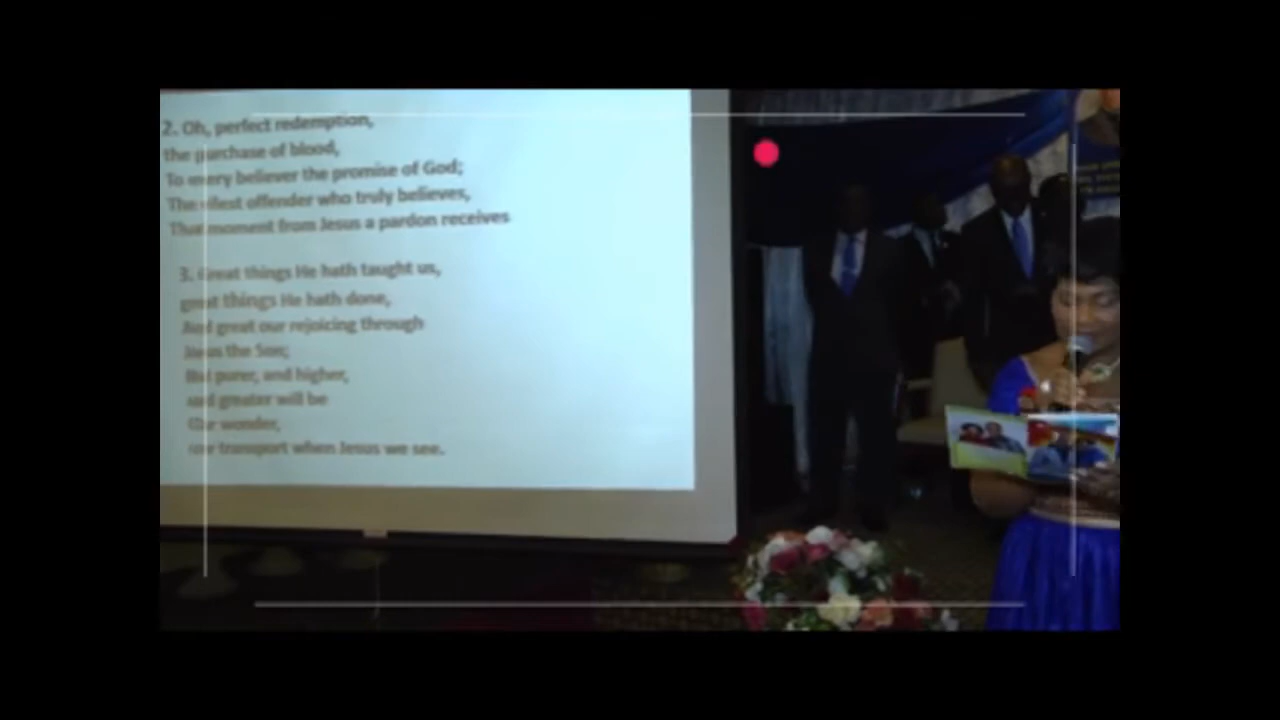 2. Oh, perfect redemption,
the purchase of blood,
To every believer the promise of God;
The vilest offender who truly believes,
That moment from Jesus a pardon receives
3. Great things He hath taught us,
great things He hath done,
And great our rejoicing through
Jesus the Son;
But purer, and higher,
and greater will be
Our wonder,
our transport when Jesus we see.